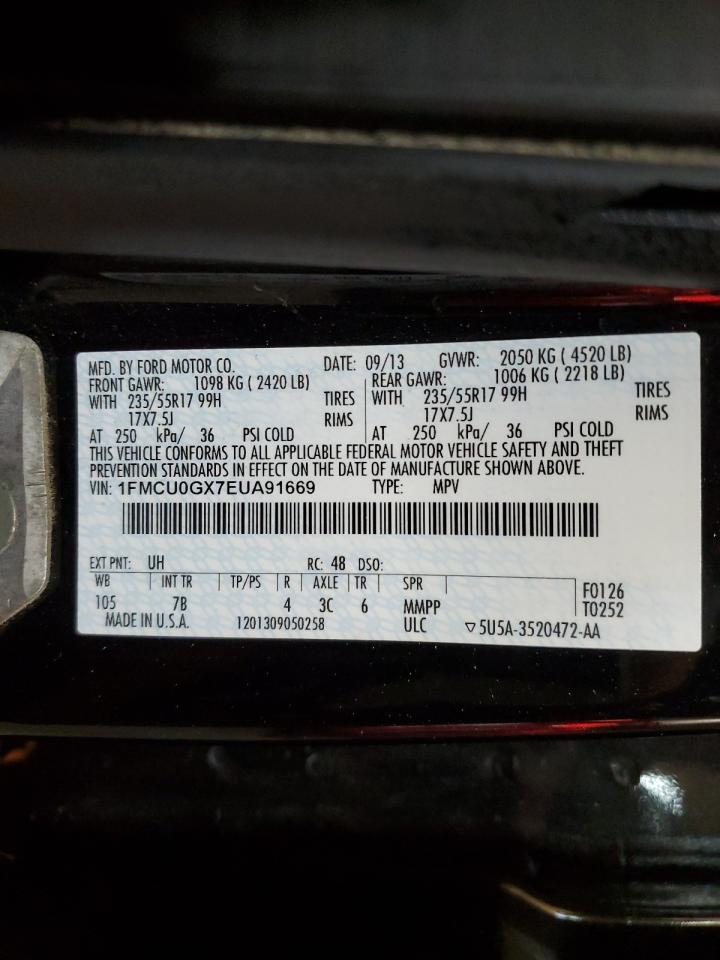 MFD. BY FORD MOTOR CO. DATE: 09/13 GVWR: 2050 KG ( 4520 LB)
FRONT GAWR: 1098 KG ( 2420 LB) REAR GAWR: 1006 KG ( 2218 LB)
WITH 235/55R17 99H TIRES WITH 235/55R17 99H TIRES
17X7.5J RIMS 17X7.5J RIMS
AT 250 kPa/ 36 PSI COLD AT 250 kPa/ 36 PSI COLD
THIS VEHICLE CONFORMS TO ALL APPLICABLE FEDERAL MOTOR VEHICLE SAFETY AND THEFT
PREVENTION STANDARDS IN EFFECT ON THE DATE OF MANUFACTURE SHOWN ABOVE.
VIN: 1FMCU0GX7EUA91669 TYPE: MPV
EXT PNT: UH RC: 48 DSO:
WB INT TR TP/PS R AXLE TR SPR F0126
105 7B 4 3C 6 MMPP T0252
MADE IN U.S.A. 1201309050258 ULC ▽5U5A-3520472-AA